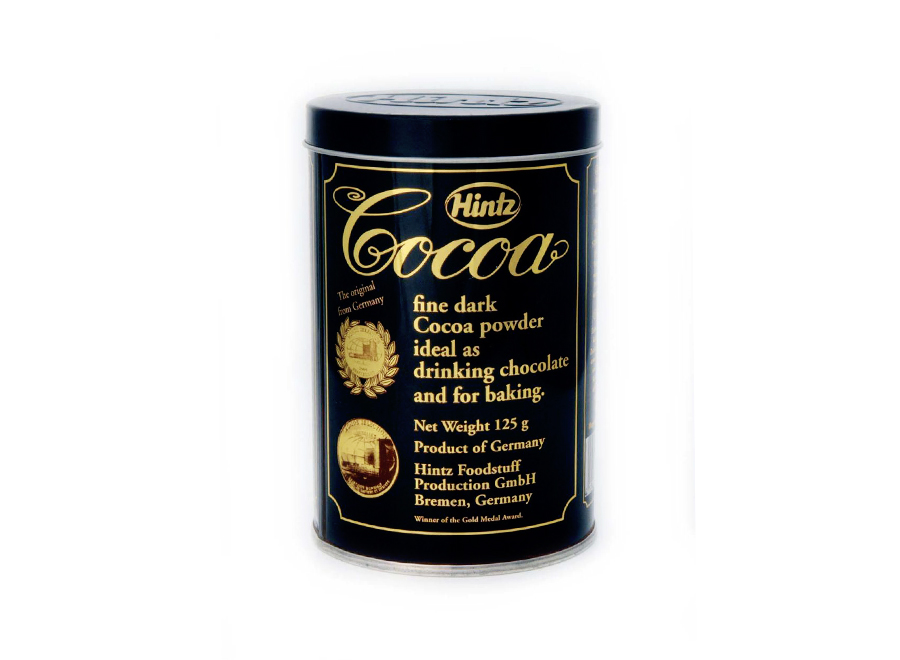 Hintz
Hintz
Cocoa
The original
from Germany
fine dark
Cocoa powder
ideal as
drinking chocolate
and for baking.
Net Weight 125 g
Product of Germany
Hintz Foodstuff
Production GmbH
Bremen, Germany
Winner of the Gold Medal Award.